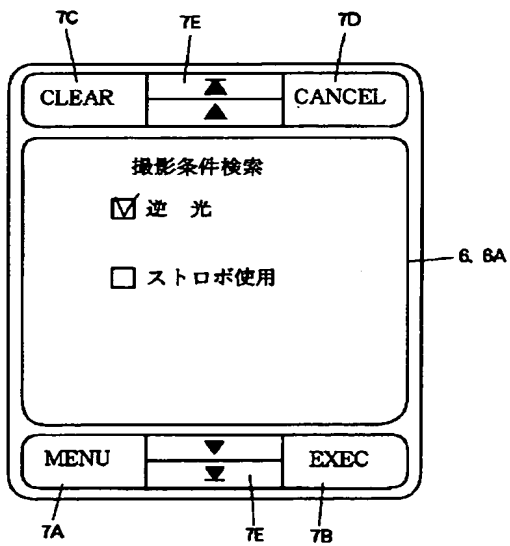 7C 7E 7D
CLEAR CANCEL
撮影条件検索
逆 光
ストロボ使用
6, 6A
MENU EXEC
7A 7E 7B